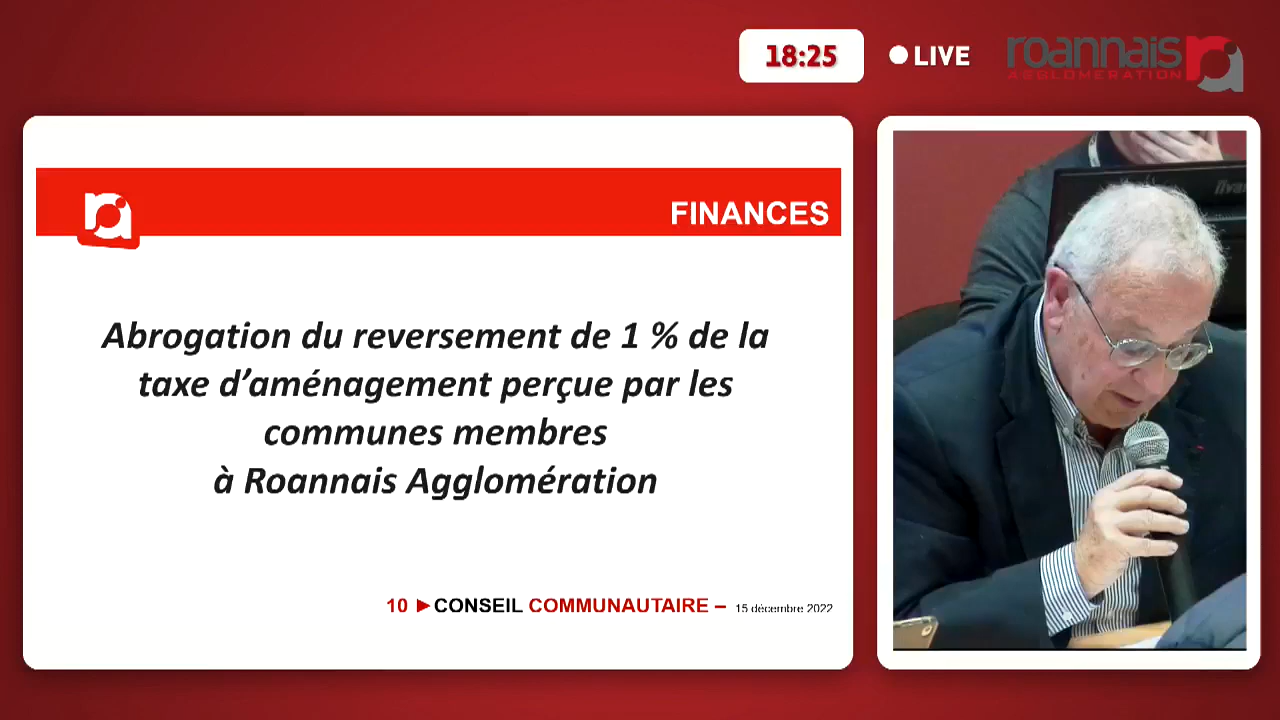 18:25
LIVE
roannais
AGGLOMÉRATION
FINANCES
Abrogation du reversement de 1 % de la
taxe d’aménagement perçue par les
communes membres
à Roannais Agglomération
10 ►CONSEIL COMMUNAUTAIRE – 15 décembre 2022